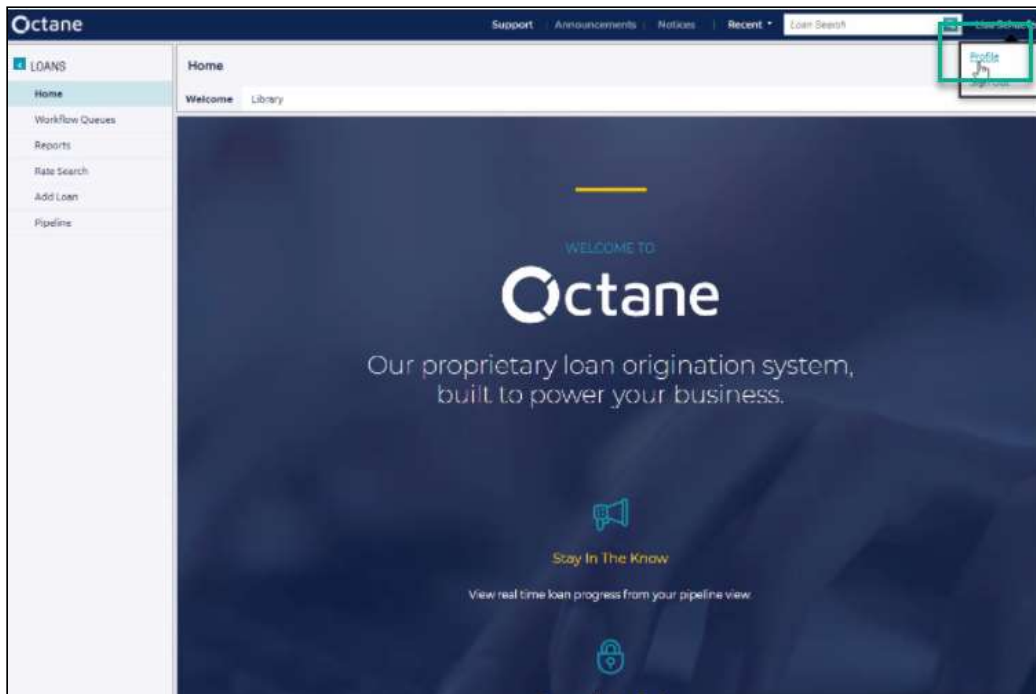 Octane
Support Announcements Notices | Recent Loan Search
Profile
Sign Out
LOANS
Home
Workflow Queues
Reports
Rate Search
Add Loan
Pipeline
Home
Welcome Library
WELCOME TO
Octane
Our proprietary loan origination system,
built to power your business.
Stay In The Know
View real time loan progress from your pipeline view.